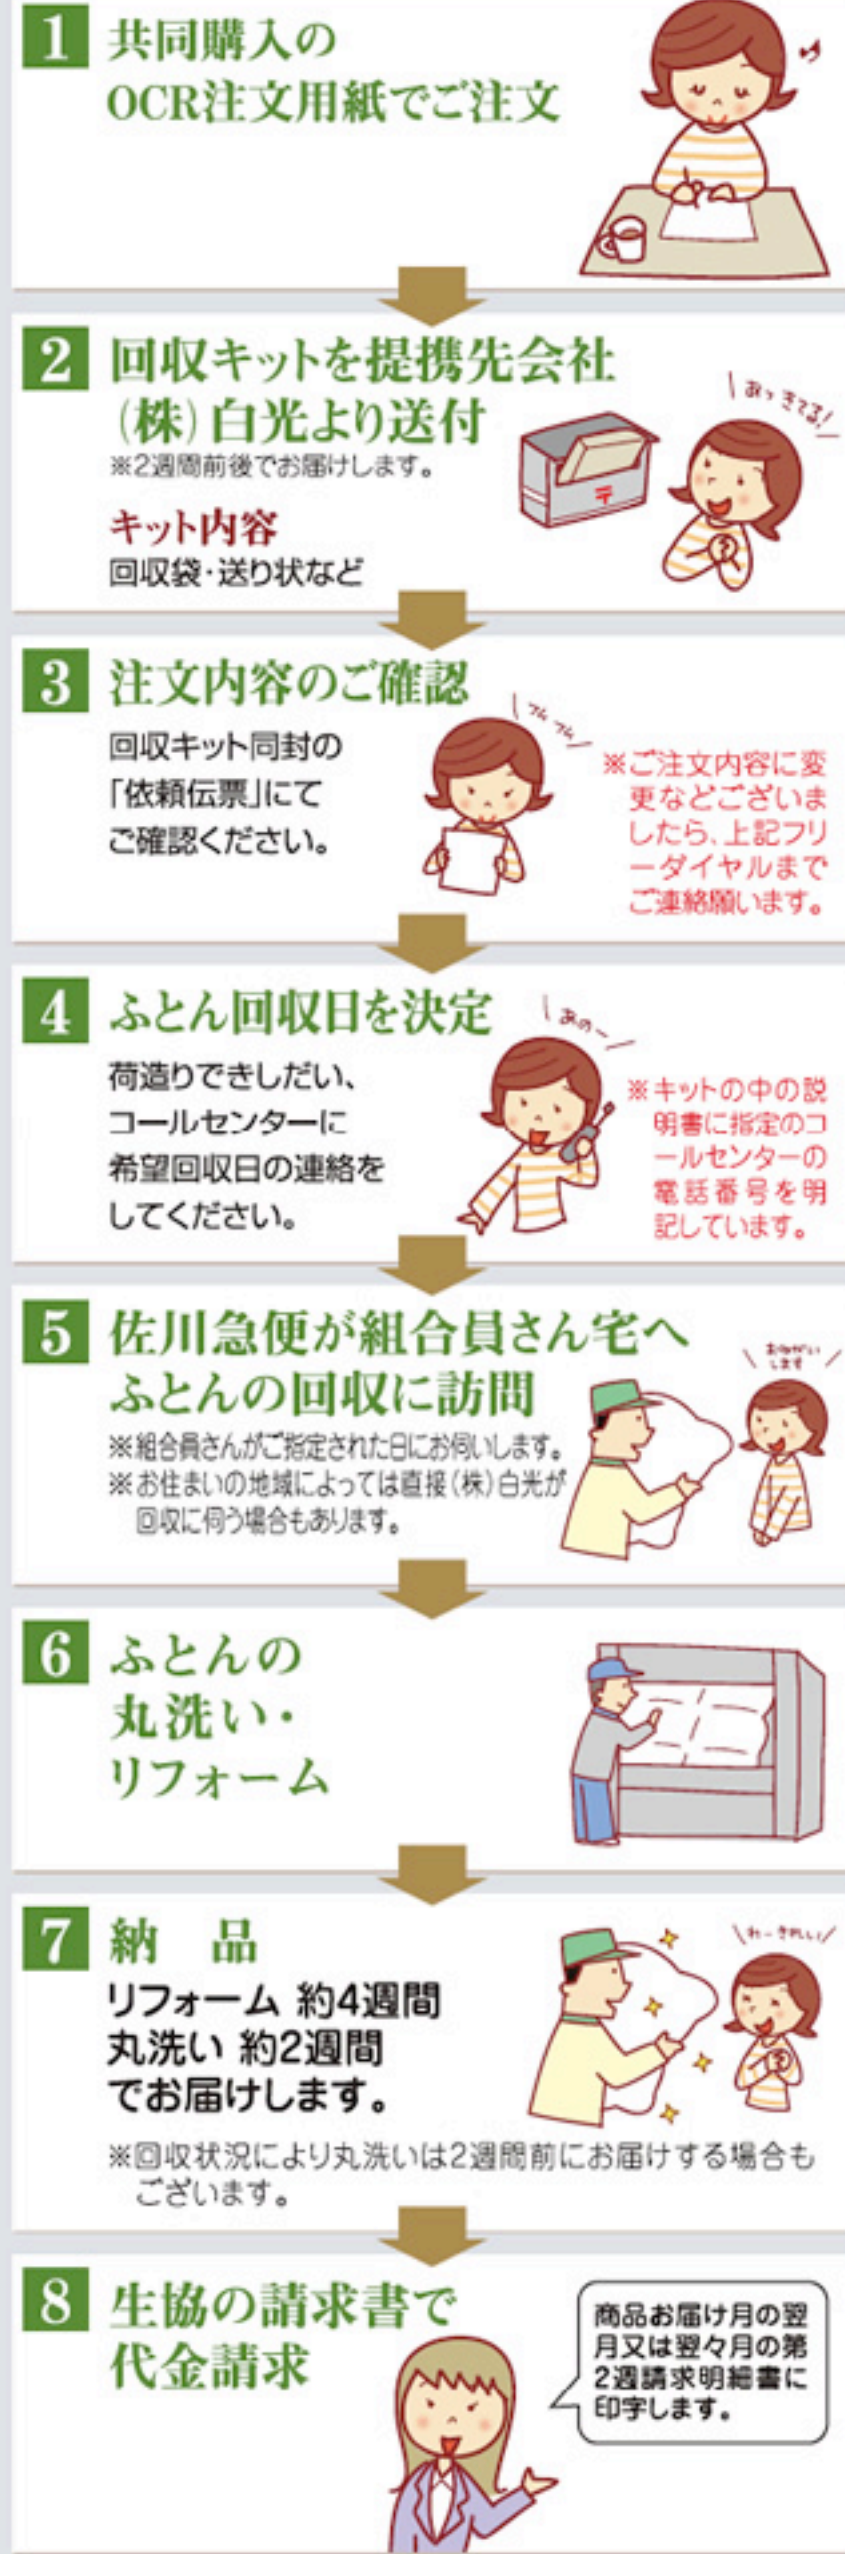 1 共同購入の
OCR注文用紙でご注文
2 回収キットを提携先会社
(株)白光より送付
あっきてる!
※2週間前後でお届けします。
〒
キット内容
回収袋・送り状など
3 注文内容のご確認
フムフム
回収キット同封の
「依頼伝票」にて
ご確認ください。
※ご注文内容に変
更などございま
したら、上記フリ
ーダイヤルまで
ご連絡願います。
4 ふとん回収日を決定
あのー
荷造りできしだい、
コールセンターに
希望回収日の連絡を
してください。
※キットの中の説
明書に指定のコ
ールセンターの
電話番号を明
記しています。
5 佐川急便が組合員さん宅へ
ふとんの回収に訪問
おねがい
します
※組合員さんがご指定された日にお伺いします。
※お住まいの地域によっては直接(株)白光が
回収に伺う場合もあります。
6 ふとんの
丸洗い・
リフォーム
7 納 品
わーきれい
リフォーム 約4週間
丸洗い 約2週間
でお届けします。
※回収状況により丸洗いは2週間前にお届けする場合も
ございます。
8 生協の請求書で
代金請求
商品お届け月の翌
月又は翌々月の第
2週請求明細書に
印字します。